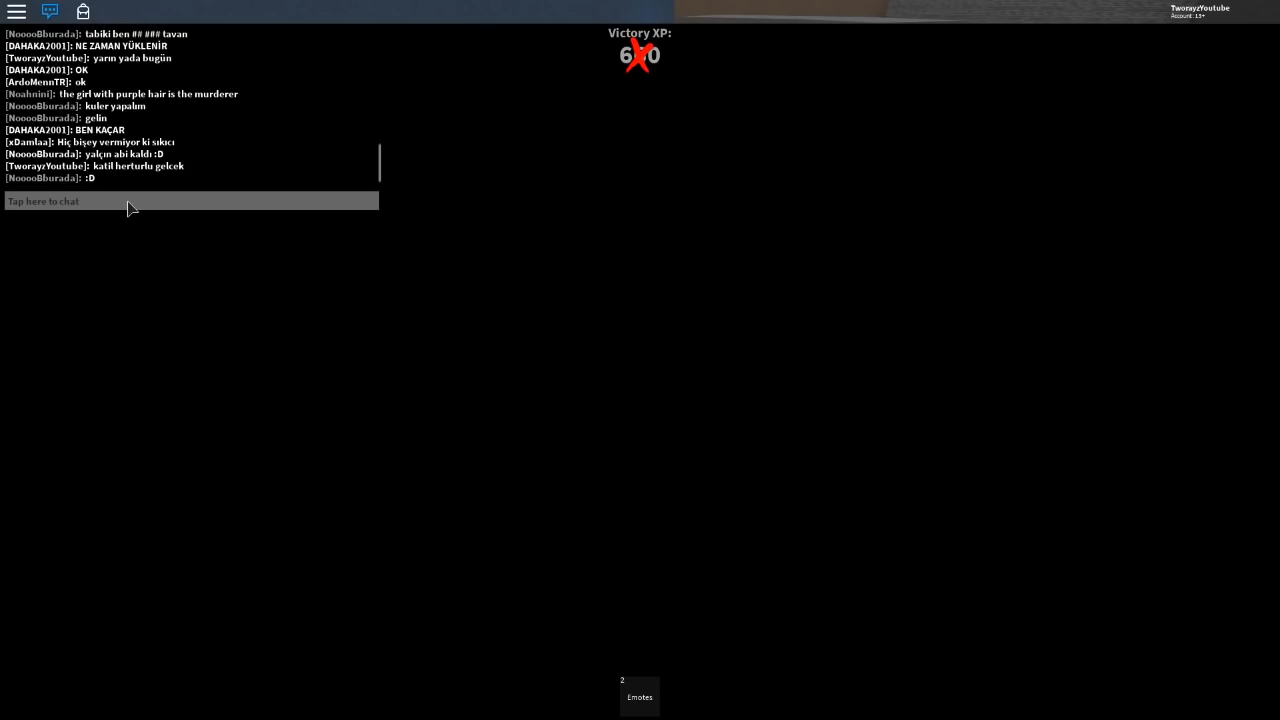 TworayzYoutube
Account: 13+
[NooooBburada]: tabiki ben ## ### tavan
[DAHAKA2001]: NE ZAMAN YÜKLENİR
[TworayzYoutube]: yarın yada bugün
[DAHAKA2001]: OK
[ArdoMennTR]: ok
[Noahnini]: the girl with purple hair is the murderer
[NooooBburada]: kuler yapalım
[NooooBburada]: gelin
[DAHAKA2001]: BEN KAÇAR
[xDamlaa]: Hiç bişey vermiyor ki sıkıcı
[NooooBburada]: yalçın abi kaldı :D
[TworayzYoutube]: katil herturlu gelcek
[NooooBburada]: :D
Tap here to chat
Victory XP:
2
Emotes